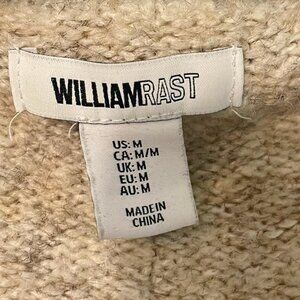 WILLIAMRAST
US: M
CA: M/M
UK: M
EU: M
AU: M
MADE IN
CHINA